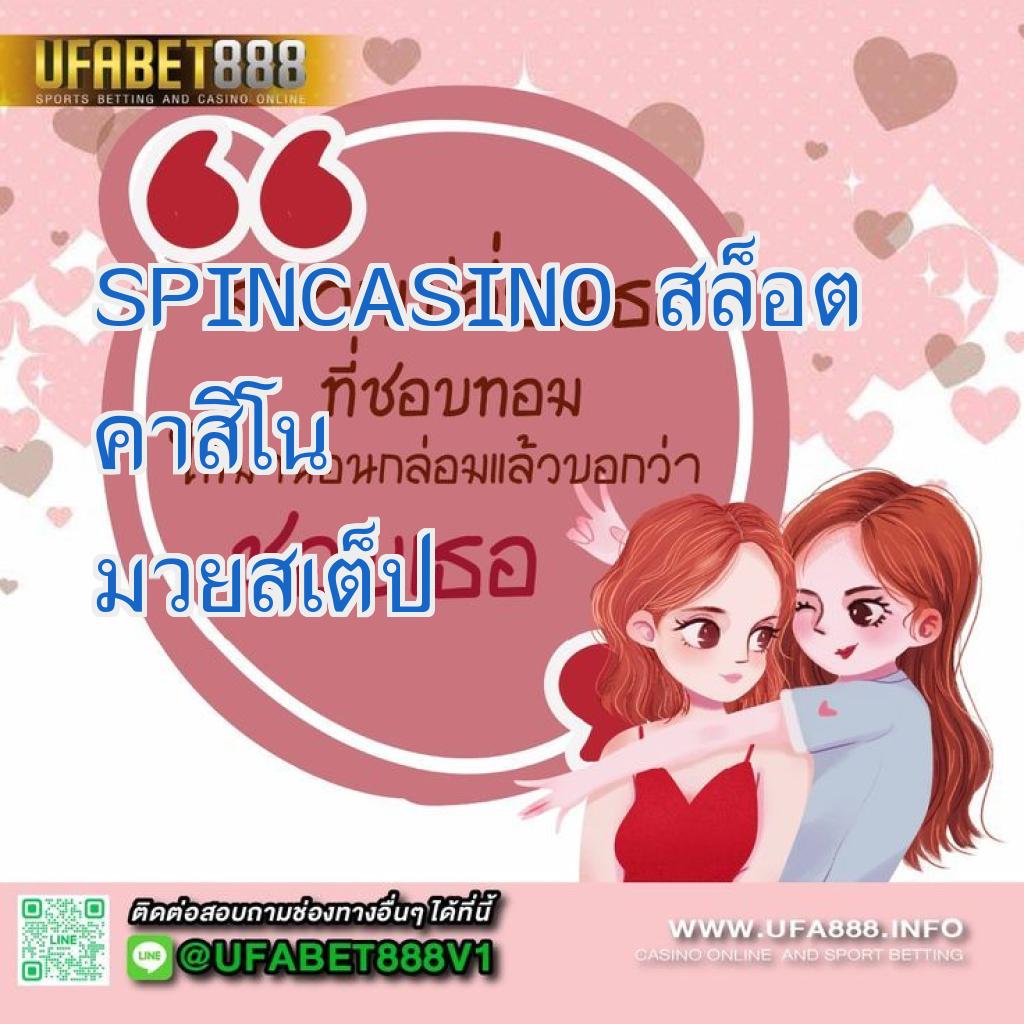 UFABET888
SPORTS BETTING AND CASINO ONLINE
SPINCASINO สล็อต
ที่ชอบทอม
คาสิโน
มวยสเต็ป
ติดต่อสอบถามช่องทางอื่นๆ ได้ที่นี้
LINE
LINE
@UFABET888V1
WWW.UFA888.INFO
CASINO ONLINE AND SPORT BETTING